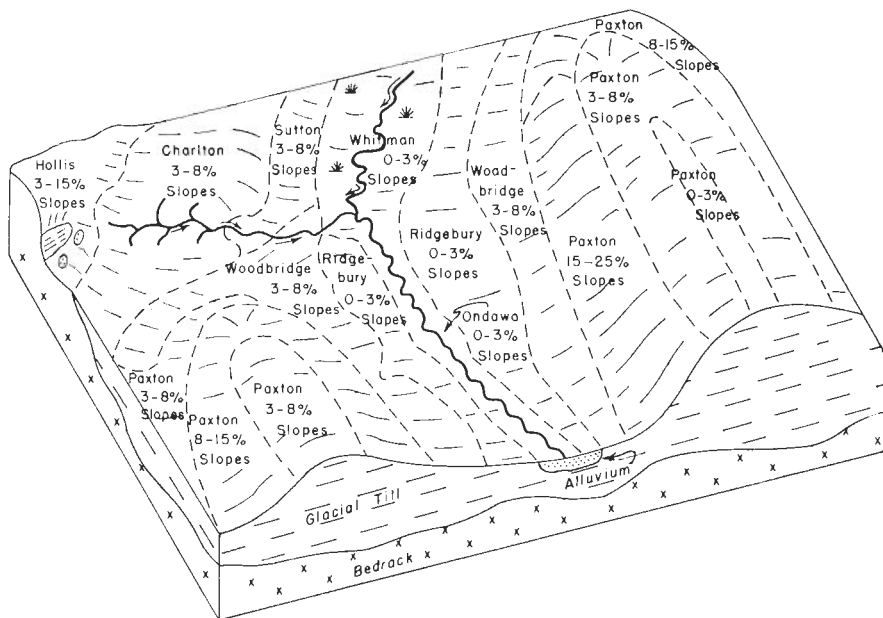 Paxton
8-15%
Slopes
Paxton
3-8%
Slopes
Paxton
0-3%
Slopes
Sutton
3-8%
Slopes
Whitman
0-3%
Slopes
Charlton
3-8%
Slopes
Hollis
3-15%
Slopes
Wood-
bridge
3-8%
Slopes
Ridgebury
0-3%
Slopes
Paxton
15-25%
Slopes
Woodbridge
3-8%
Slopes
Ridge-
bury
0-3%
Slopes
Ondawa
0-3%
Slopes
Paxton
3-8%
Slopes
Paxton
8-15%
Slopes
Paxton
3-8%
Slopes
Alluvium
Glacial Till
Bedrock